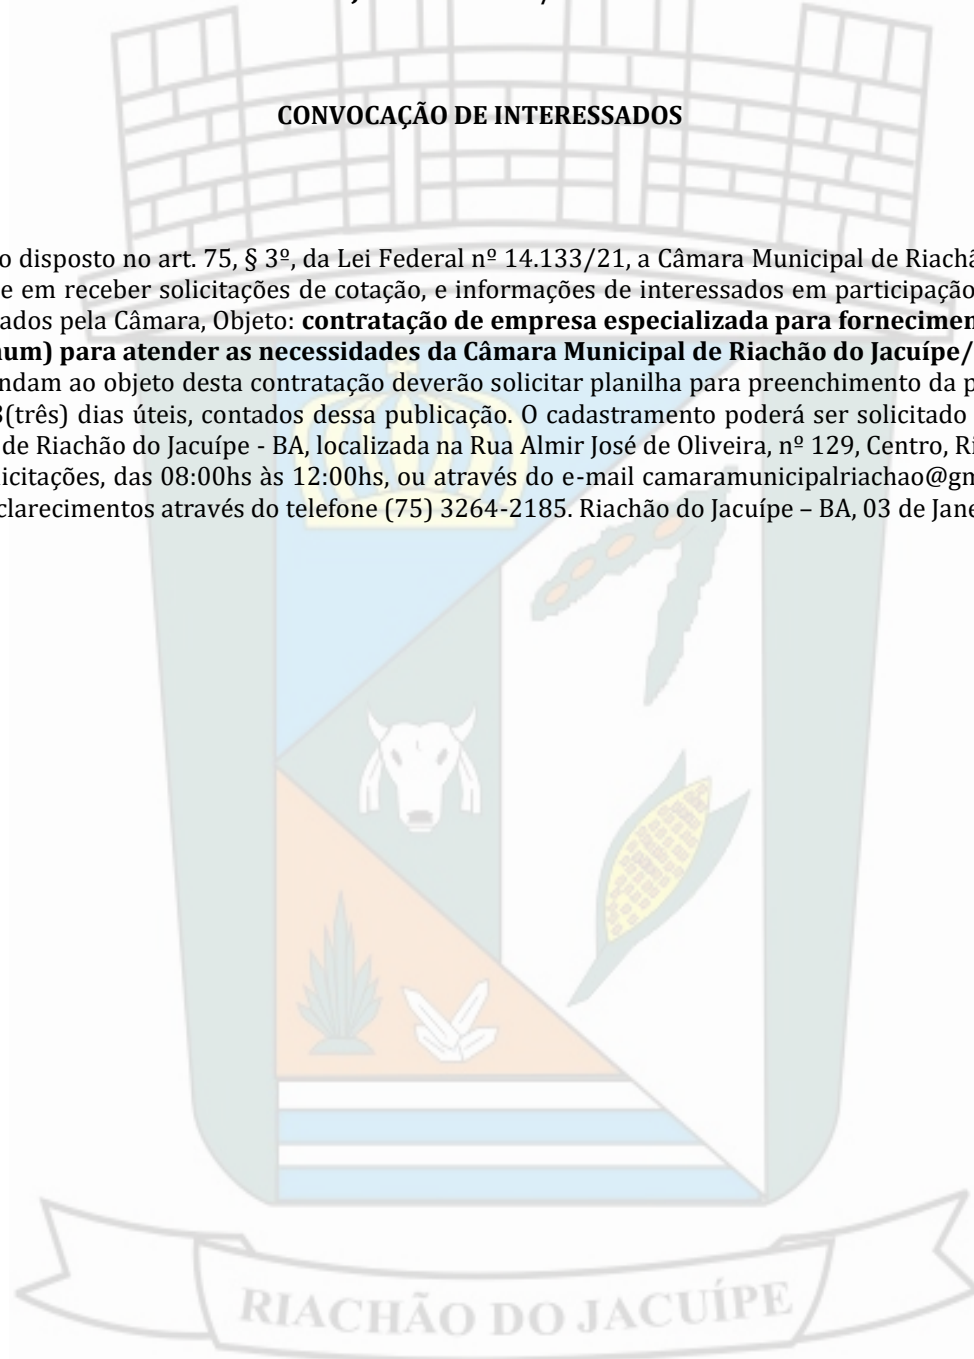 CONVOCAÇÃO DE INTERESSADOS
o disposto no art. 75, § 3º, da Lei Federal nº 14.133/21, a Câmara Municipal de Riachã
e em receber solicitações de cotação, e informações de interessados em participação
ados pela Câmara, Objeto: contratação de empresa especializada para fornecimen
um) para atender as necessidades da Câmara Municipal de Riachão do Jacuípe/
ndam ao objeto desta contratação deverão solicitar planilha para preenchimento da p
3(três) dias úteis, contados dessa publicação. O cadastramento poderá ser solicitado
de Riachão do Jacuípe - BA, localizada na Rua Almir José de Oliveira, nº 129, Centro, Ri
icitações, das 08:00hs às 12:00hs, ou através do e-mail camaramunicipalriachao@gm
clarecimentos através do telefone (75) 3264-2185. Riachão do Jacuípe – BA, 03 de Jane
RIACHÃO DO JACUÍPE